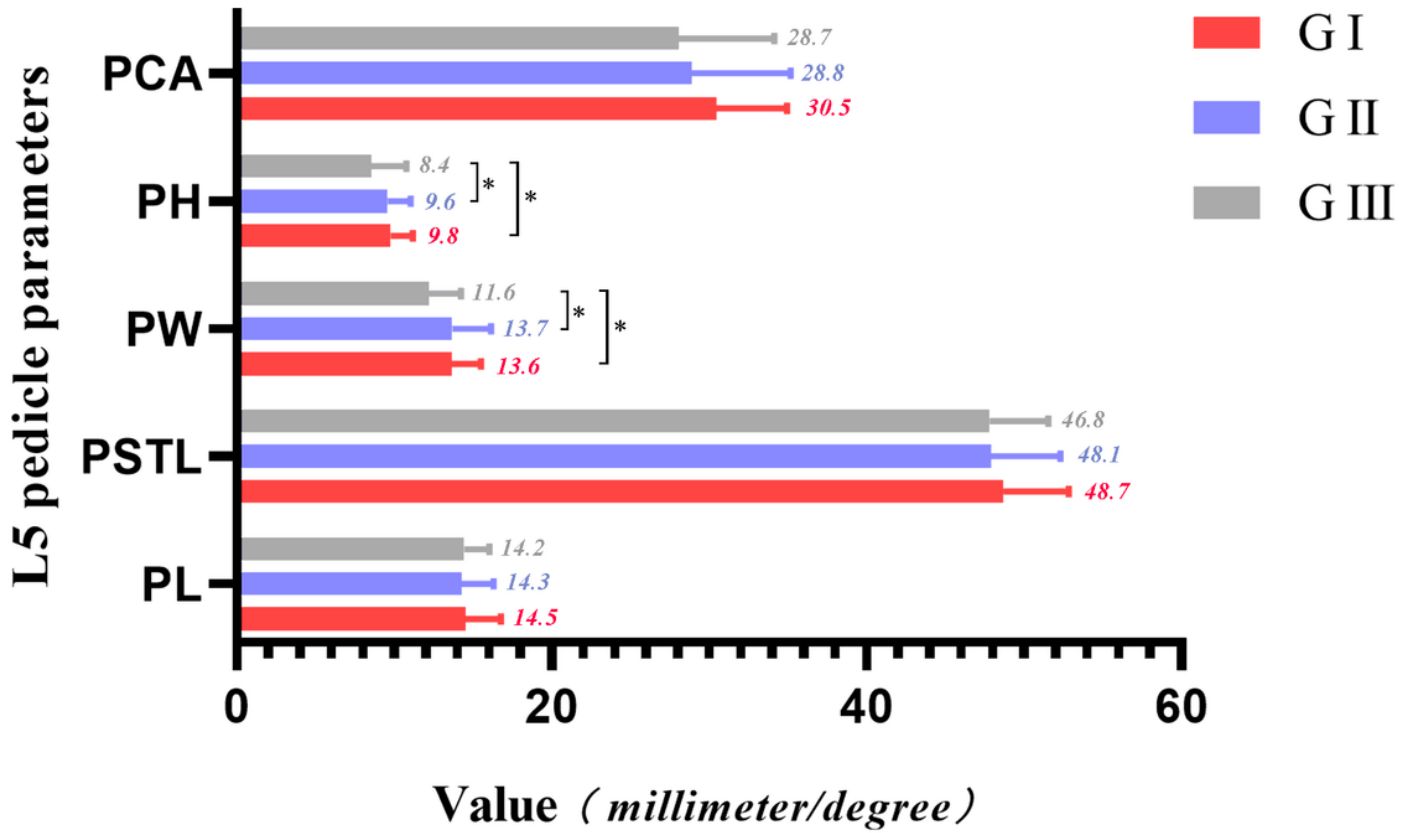 L5 pedicle parameters
PCA
28.7
28.8
30.5
PH
8.4
9.6
9.8
*
*
PW
11.6
13.7
13.6
*
*
PSTL
46.8
48.1
48.7
PL
14.2
14.3
14.5
0 20 40 60
Value ( millimeter/degree )
G I
G II
G III